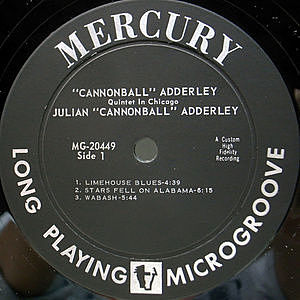 MERCURY
"CANNONBALL" ADDERLEY
Quintet In Chicago
JULIAN "CANNONBALL" ADDERLEY
MG-20449
Side 1
A Custom
High
Fidelity
Recording
1. LIMEHOUSE BLUES-4:39
2. STARS FELL ON ALABAMA-6:15
3. WABASH-5:44
LONG PLAYING MICROGROOVE